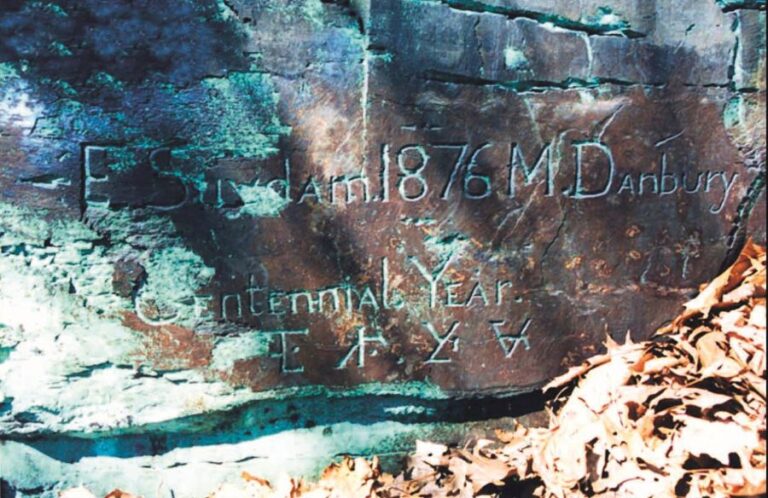 E. Suydam. 1876 M. Danbury
Centennial Year.